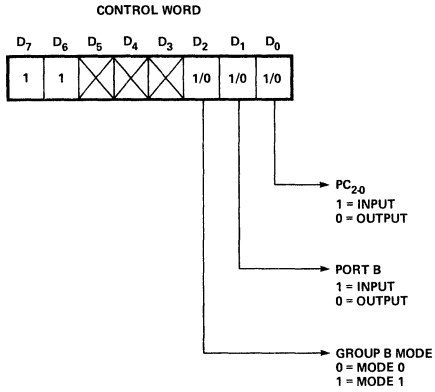 CONTROL WORD
D7 D6 D5 D4 D3 D2 D1 D0
1 1 1/0 1/0 1/0
PC2-0
1 = INPUT
0 = OUTPUT
PORT B
1 = INPUT
0 = OUTPUT
GROUP B MODE
0 = MODE 0
1 = MODE 1